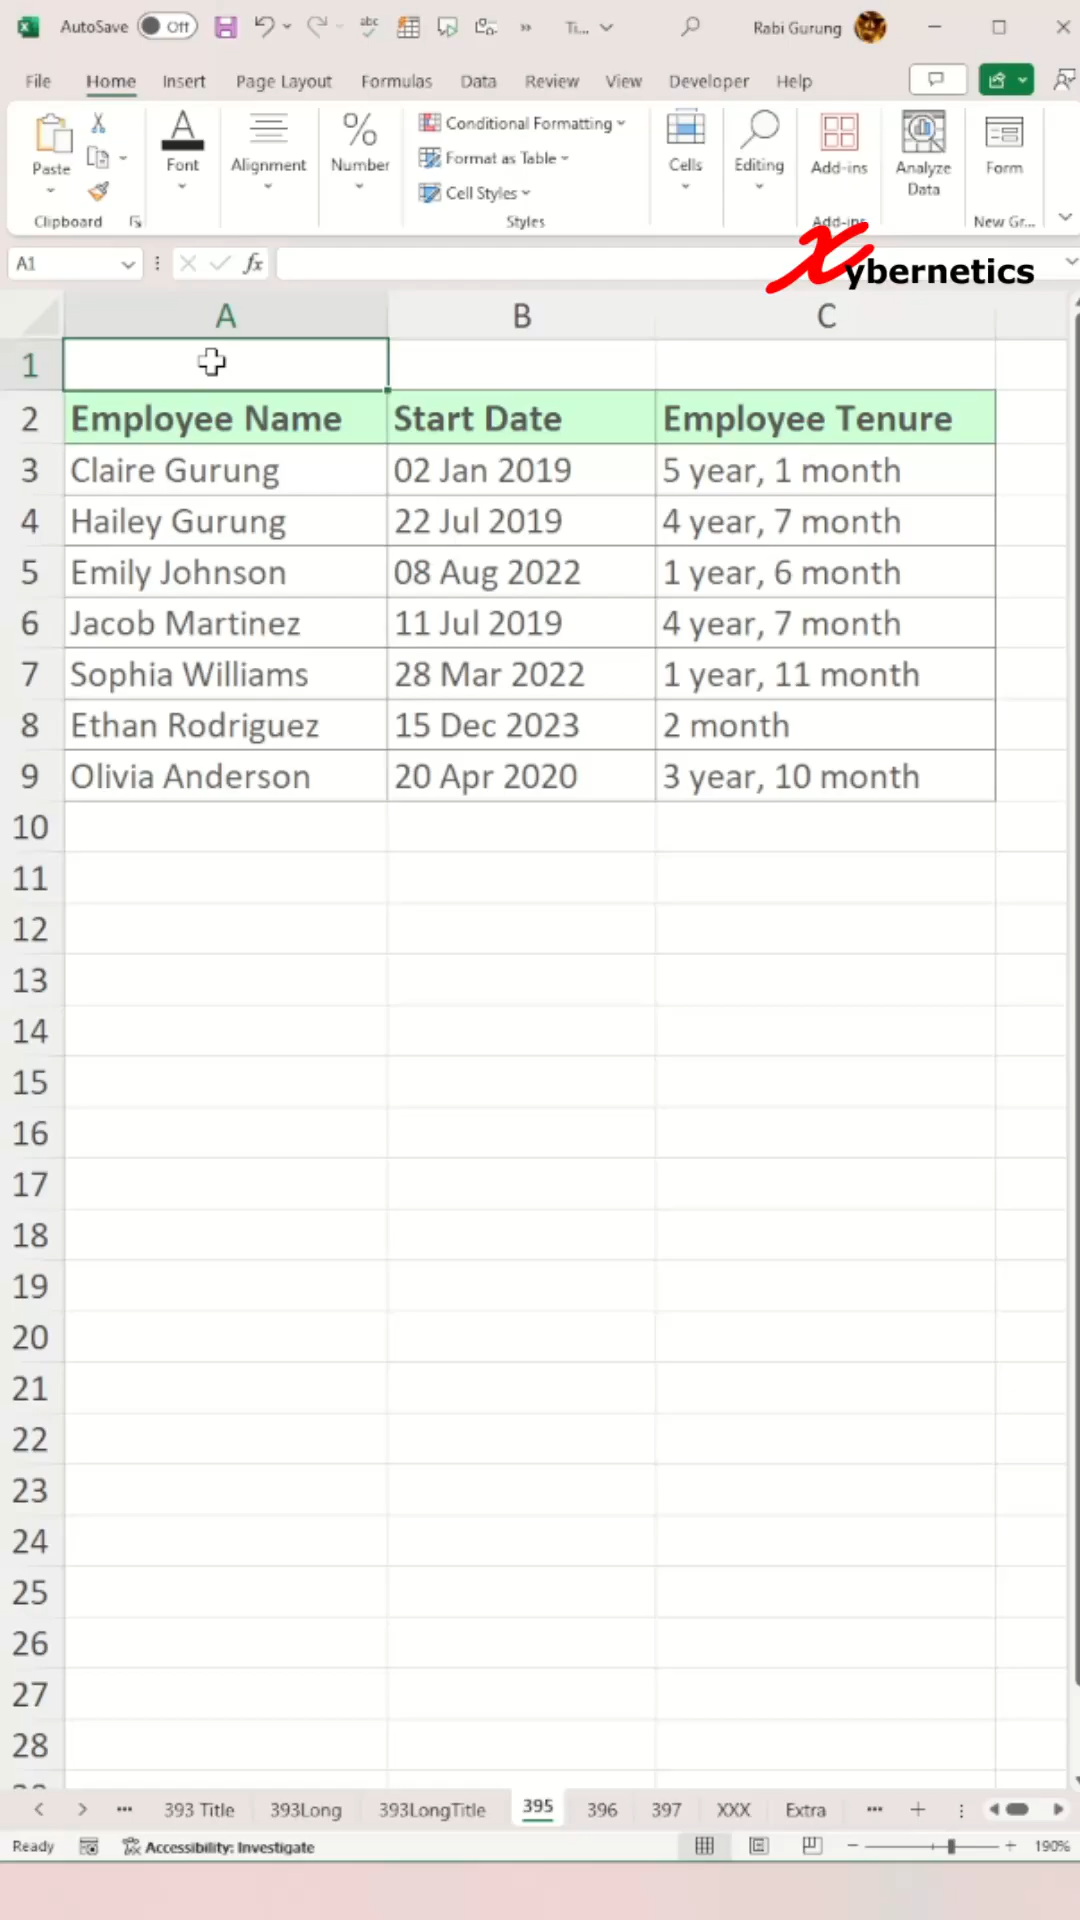 AutoSave Off abc » Ti... Rabi Gurung
File Home Insert Page Layout Formulas Data Review View Developer Help
Paste
Clipboard
Font
Alignment
%
Number
Conditional Formatting
Format as Table
Cell Styles
Styles
Cells
Editing
Add-ins
Add-ins
Analyze
Data
Form
New Gr...
A1 fx
Xybernetics
A B C
1
2 Employee Name Start Date Employee Tenure
3 Claire Gurung 02 Jan 2019 5 year, 1 month
4 Hailey Gurung 22 Jul 2019 4 year, 7 month
5 Emily Johnson 08 Aug 2022 1 year, 6 month
6 Jacob Martinez 11 Jul 2019 4 year, 7 month
7 Sophia Williams 28 Mar 2022 1 year, 11 month
8 Ethan Rodriguez 15 Dec 2023 2 month
9 Olivia Anderson 20 Apr 2020 3 year, 10 month
10
11
12
13
14
15
16
17
18
19
20
21
22
23
24
25
26
27
28
... 393 Title 393Long 393LongTitle 395 396 397 XXX Extra ... +
Ready Accessibility: Investigate − + 190%